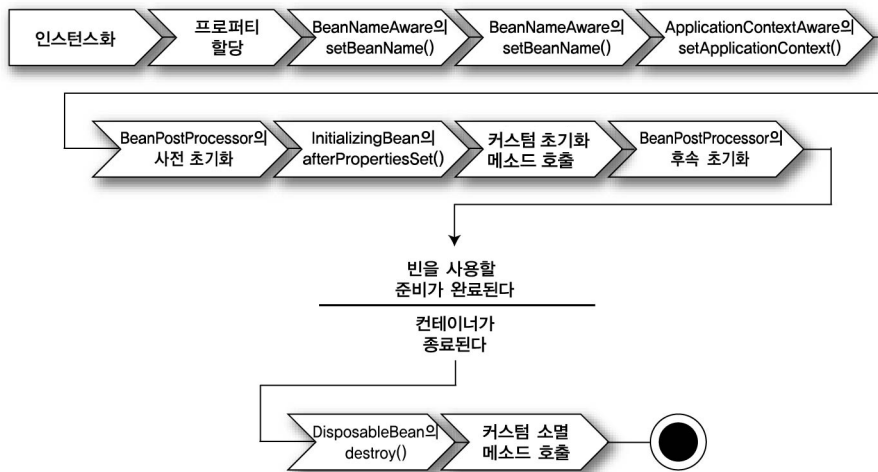 인스턴스화
프로퍼티
할당
BeanNameAware의
setBeanName()
BeanNameAware의
setBeanName()
ApplicationContextAware의
setApplicationContext()
BeanPostProcessor의
사전 초기화
InitializingBean의
afterPropertiesSet()
커스텀 초기화
메소드 호출
BeanPostProcessor의
후속 초기화
빈을 사용할
준비가 완료된다
컨테이너가
종료된다
DisposableBean의
destroy()
커스텀 소멸
메소드 호출